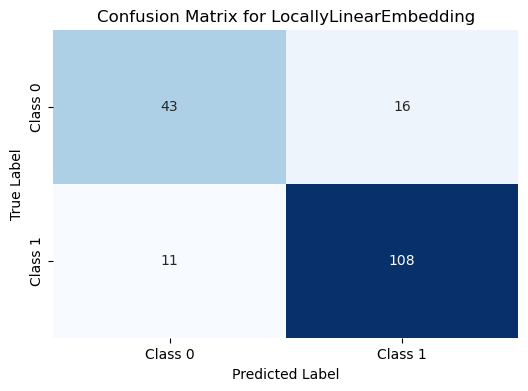 Confusion Matrix for LocallyLinearEmbedding
True Label
Class 0
43
16
Class 1
11
108
Class 0
Class 1
Predicted Label